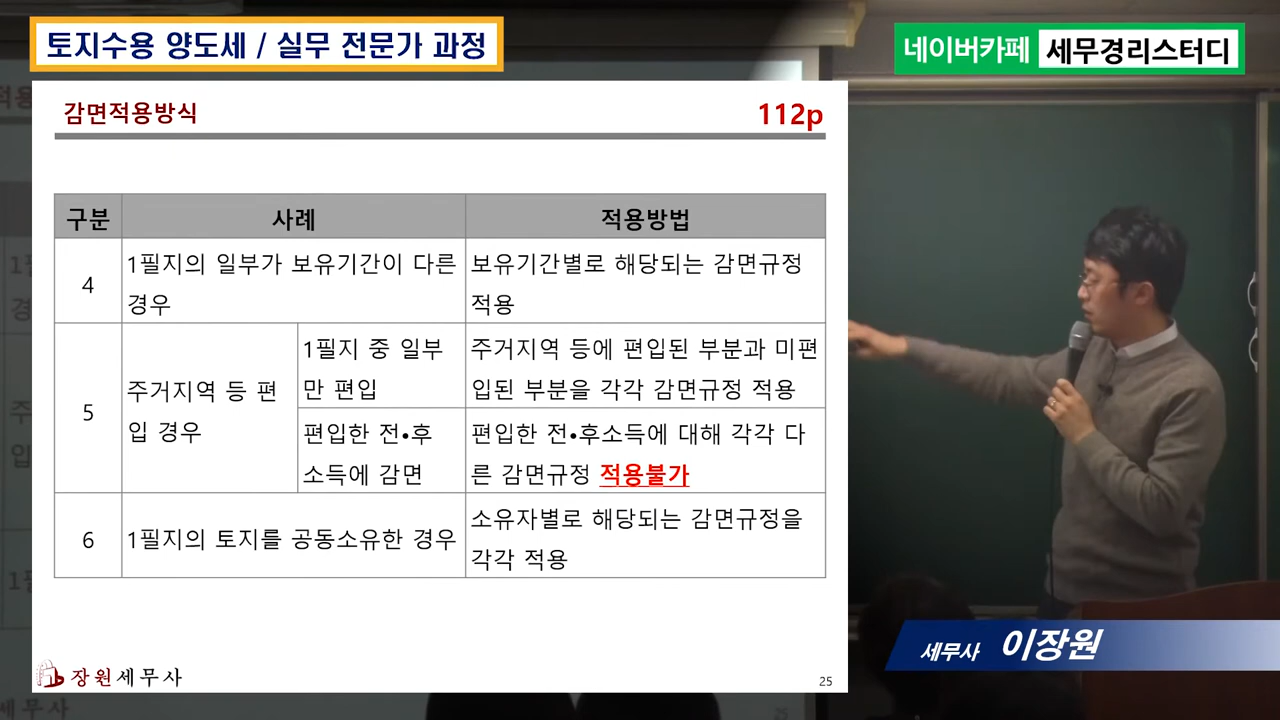 토지수용 양도세 / 실무 전문가 과정
네이버카페 세무경리스터디
감면적용방식
112p
구분 사례 적용방법
4
1필지의 일부가 보유기간이 다른
경우
보유기간별로 해당되는 감면규정
적용
5
주거지역 등 편
입 경우
1필지 중 일부
만 편입
주거지역 등에 편입된 부분과 미편
입된 부분을 각각 감면규정 적용
편입한 전•후
소득에 감면
편입한 전•후소득에 대해 각각 다
른 감면규정 적용불가
6
1필지의 토지를 공동소유한 경우
소유자별로 해당되는 감면규정을
각각 적용
장원세무사
25
세무사 이장원